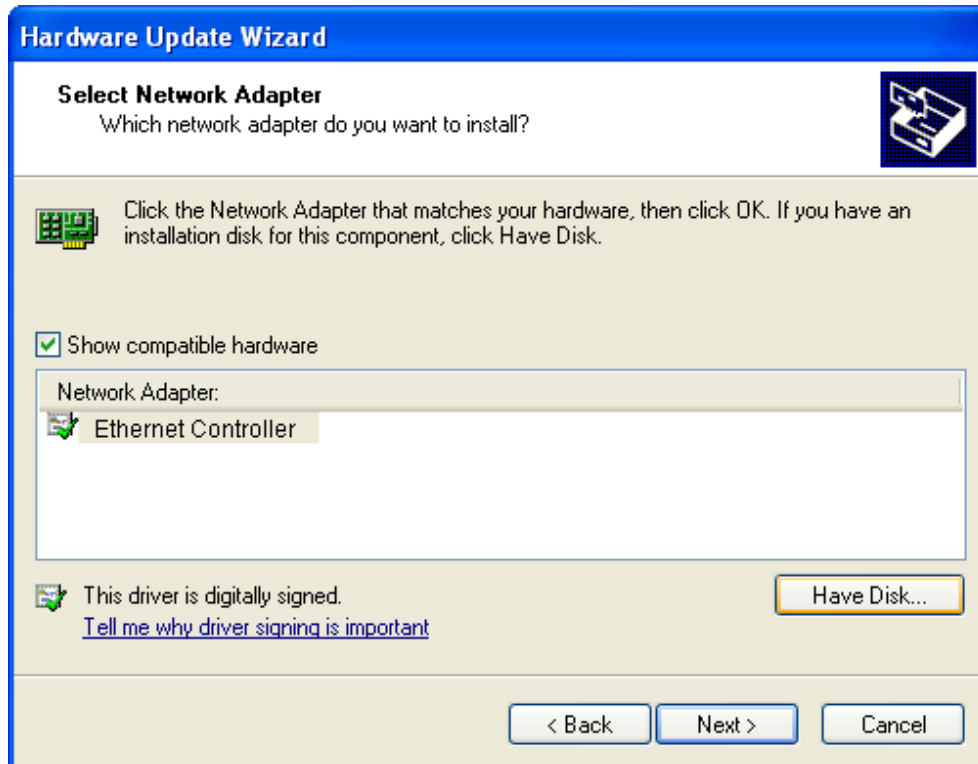 Hardware Update Wizard
Select Network Adapter
Which network adapter do you want to install?
Click the Network Adapter that matches your hardware, then click OK. If you have an
installation disk for this component, click Have Disk.
Show compatible hardware
Network Adapter:
Ethernet Controller
This driver is digitally signed.
Have Disk...
Tell me why driver signing is important
< Back
Next >
Cancel